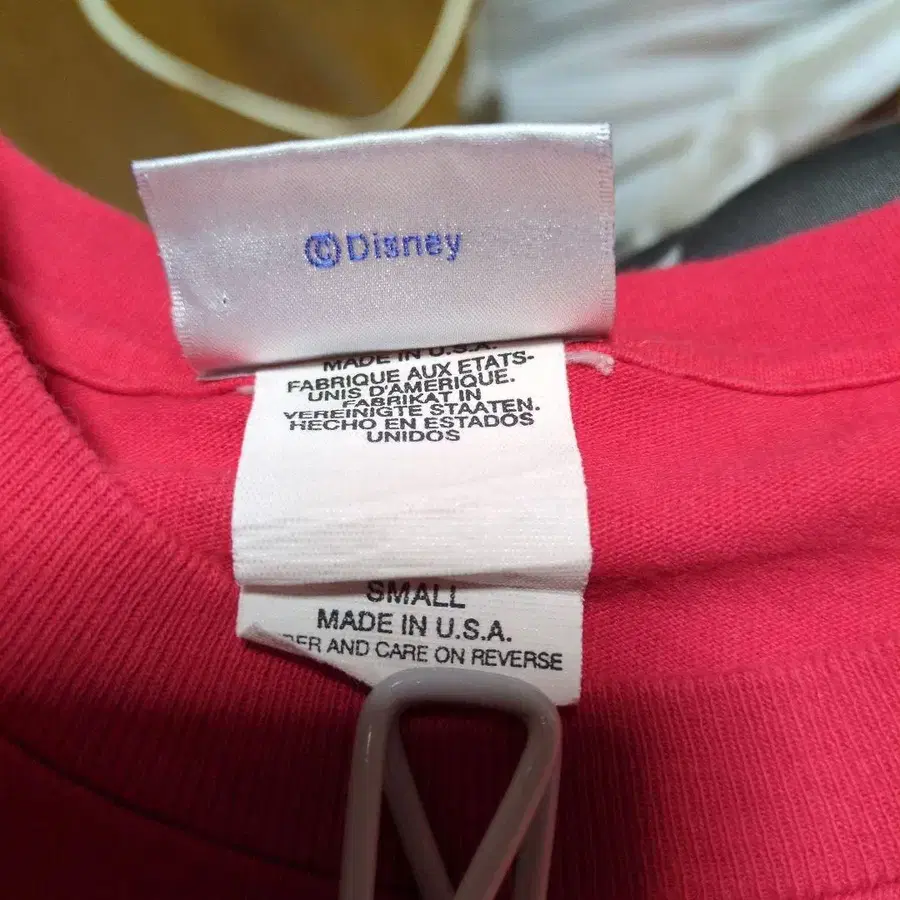 ©Disney
MADE IN U.S.A.
FABRIQUE AUX ETATS-
UNIS D'AMERIQUE.
FABRIKAT IN
VEREINIGTE STAATEN.
HECHO EN ESTADOS
UNIDOS
SMALL
MADE IN U.S.A.
AND CARE ON REVERSE